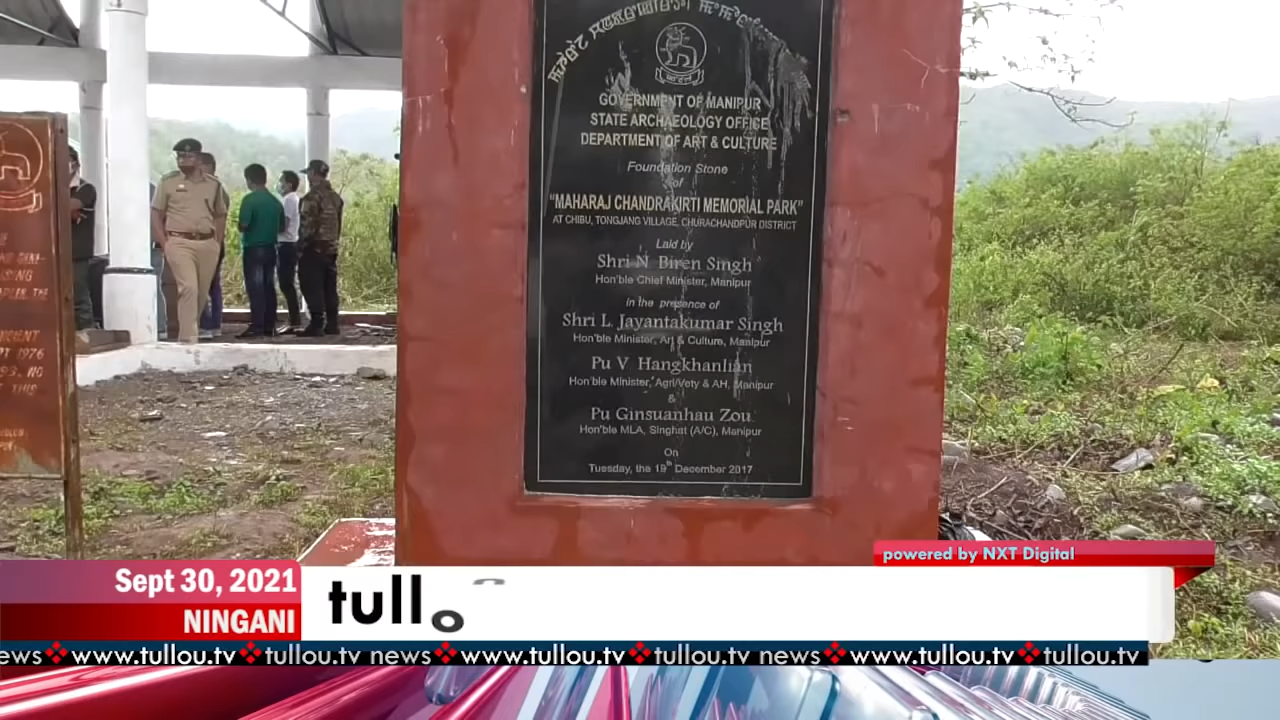 GOVERNMENT OF MANIPUR
STATE ARCHAEOLOGY OFFICE
DEPARTMENT OF ART & CULTURE
Foundation Stone
of
"MAHARAJ CHANDRAKIRTI MEMORIAL PARK"
AT CHIBU, TONGJANG VILLAGE, CHURACHANDPUR DISTRICT
Laid by
Shri N Biren Singh
Hon'ble Chief Minister, Manipur
in the presence of
Shri L. Jayantakumar Singh
Hon'ble Minister, Art & Culture, Manipur
Pu V Hangkhanlian
Hon'ble Minister, Agri/Vety & AH, Manipur
&
Pu Ginsuanhau Zou
Hon'ble MLA, Singhat (A/C), Manipur
On
Tuesday, the 19th December 2017
ANCIENT
1976
NO
THIS
powered by NXT Digital
Sept 30, 2021
NINGANI
tullo
ews www.tullou.tv tullou.tv news www.tullou.tv tullou.tv news www.tullou.tv tullou.tv